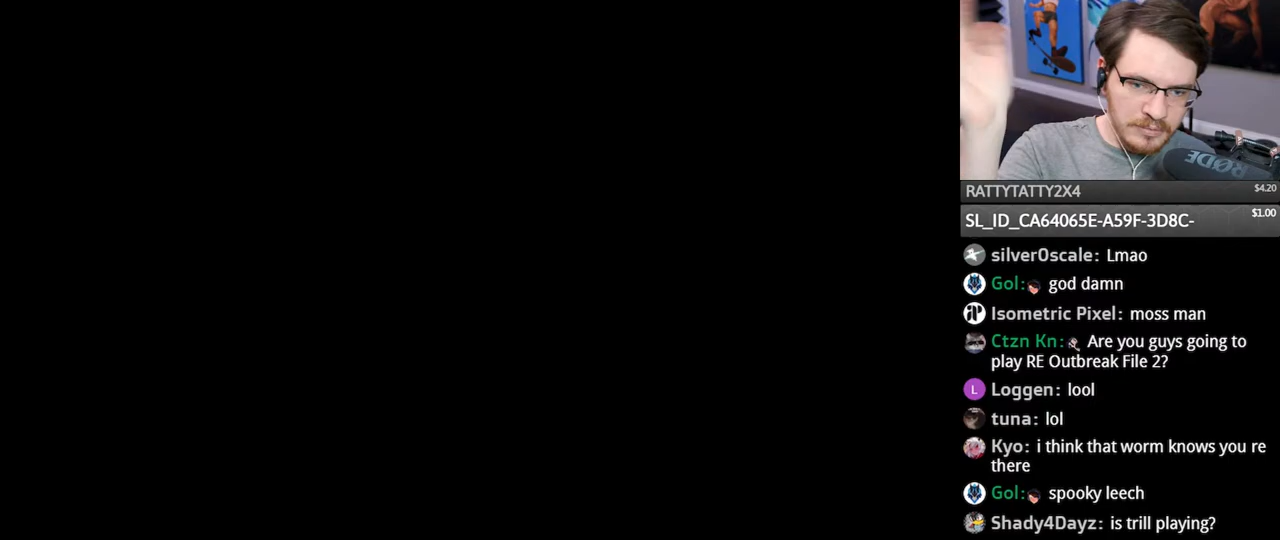 RØDE
RATTYTATTY2X4 $4.20
SL_ID_CA64065E-A59F-3D8C- $1.00
silver0scale: Lmao
Gol: god damn
Isometric Pixel: moss man
Ctzn Kn: Are you guys going to
play RE Outbreak File 2?
L Loggen: lool
tuna: lol
Kyo: i think that worm knows you re
there
Gol: spooky leech
Shady4Dayz: is trill playing?